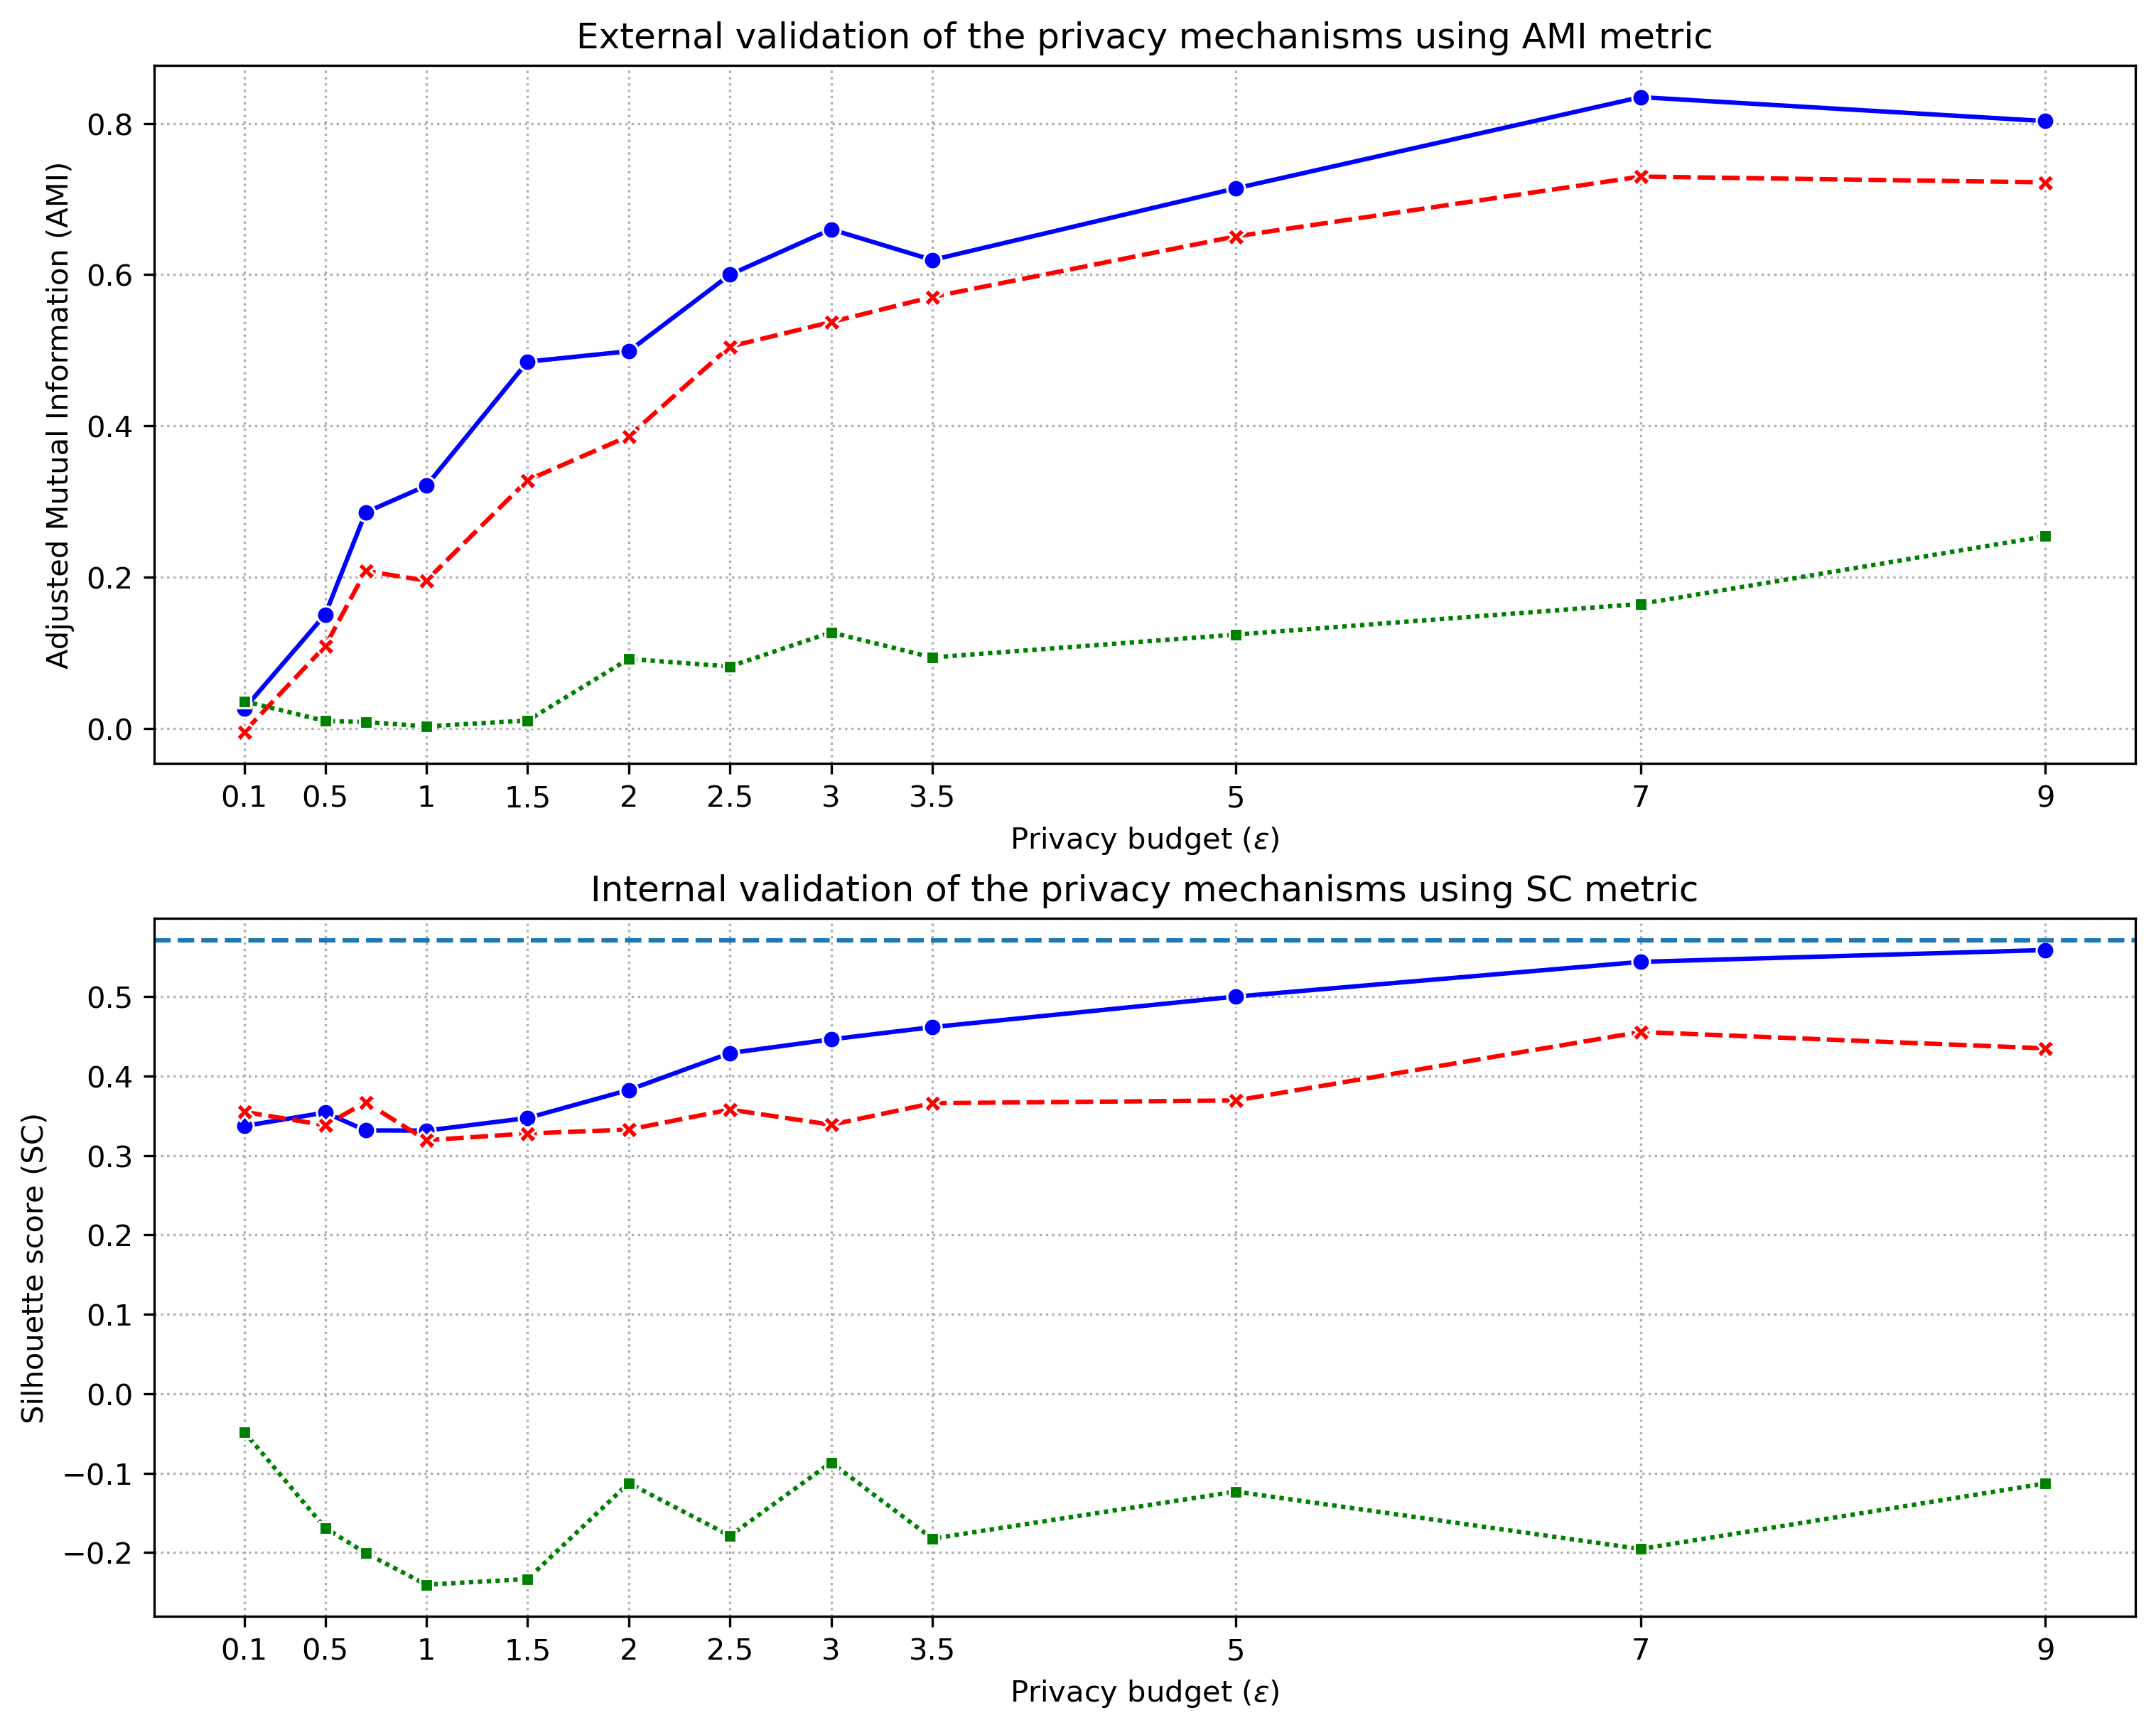 External validation of the privacy mechanisms using AMI metric
Adjusted Mutual Information (AMI)
0.8
0.6
0.4
0.2
0.0
0.1 0.5 1 1.5 2 2.5 3 3.5 5 7 9
Privacy budget (ε)
Internal validation of the privacy mechanisms using SC metric
Silhouette score (SC)
0.5
0.4
0.3
0.2
0.1
0.0
−0.1
−0.2
0.1 0.5 1 1.5 2 2.5 3 3.5 5 7 9
Privacy budget (ε)